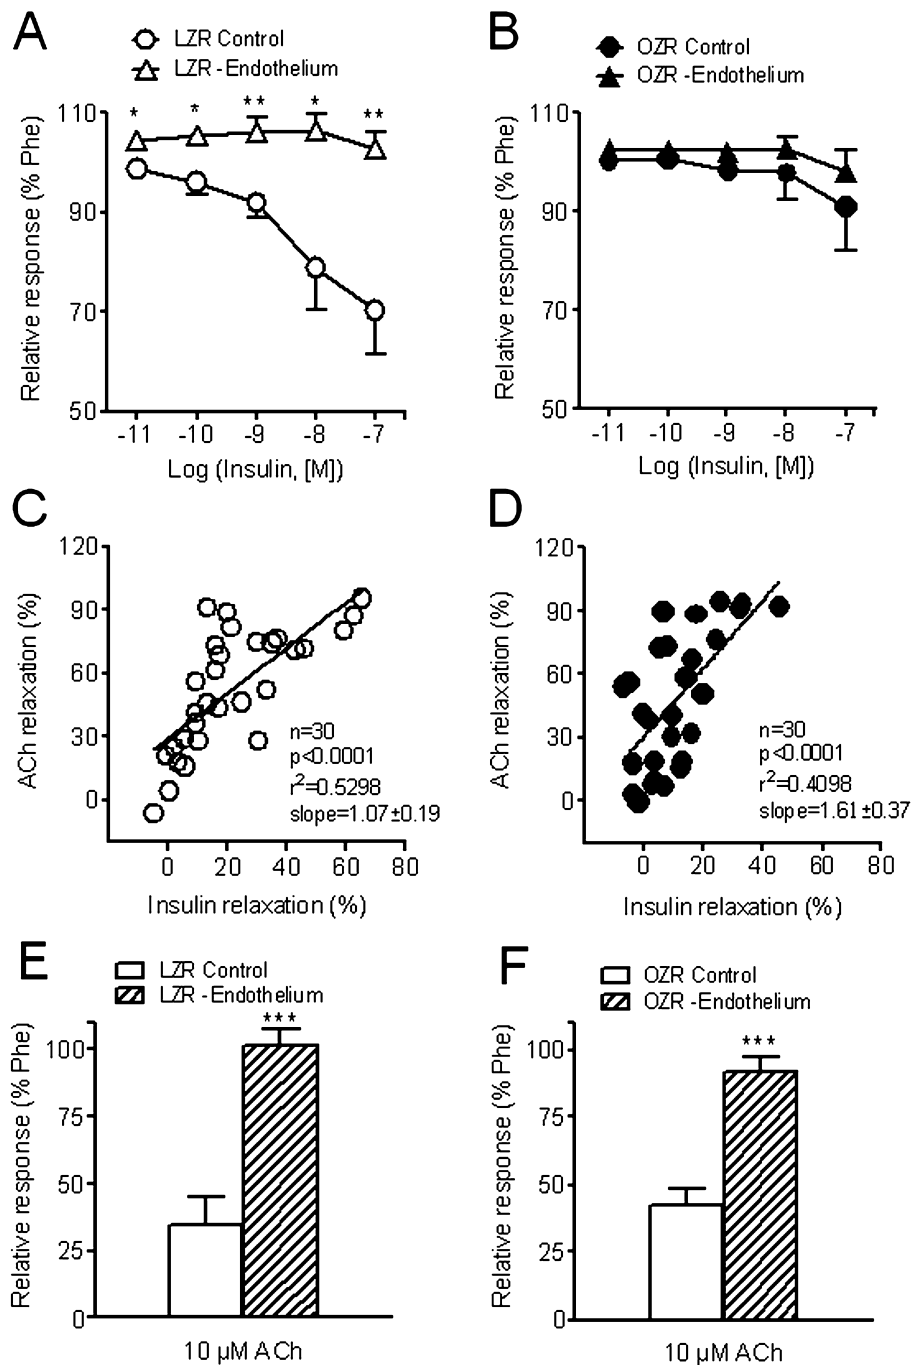 A
LZR Control
LZR -Endothelium
* * ** * **
110
90
70
50
Relative response (% Phe)
-11 -10 -9 -8 -7
Log (Insulin, [M])
B
OZR Control
OZR -Endothelium
110
90
70
50
Relative response (% Phe)
-11 -10 -9 -8 -7
Log (Insulin, [M])
C
120
90
60
30
0
ACh relaxation (%)
n=30
p<0.0001
r²=0.5298
slope=1.07±0.19
0 20 40 60 80
Insulin relaxation (%)
D
120
90
60
30
0
ACh relaxation (%)
n=30
p<0.0001
r²=0.4098
slope=1.61±0.37
0 20 40 60 80
Insulin relaxation (%)
E
LZR Control
LZR -Endothelium
***
100
75
50
25
0
Relative response (% Phe)
10 µM ACh
F
OZR Control
OZR -Endothelium
***
100
75
50
25
0
Relative response (% Phe)
10 µM ACh